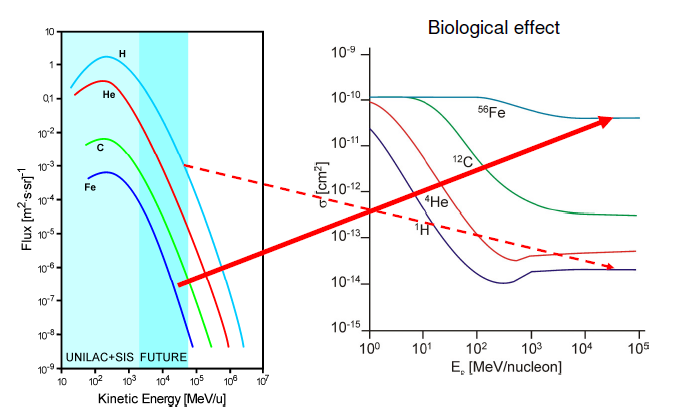 Biological effect
10
1
0,1
10-2
10-3
10-4
10-5
10-6
10-7
10-8
10-9
Flux [m2·s·sr]-1
H
He
C
Fe
UNILAC+SIS FUTURE
10 102 103 104 105 106 107
Kinetic Energy [MeV/u]
10-9
10-10
10-11
10-12
10-13
10-14
10-15
σ [cm2]
56Fe
12C
4He
1H
100 101 102 103 104 105
[MeV/nucleon]